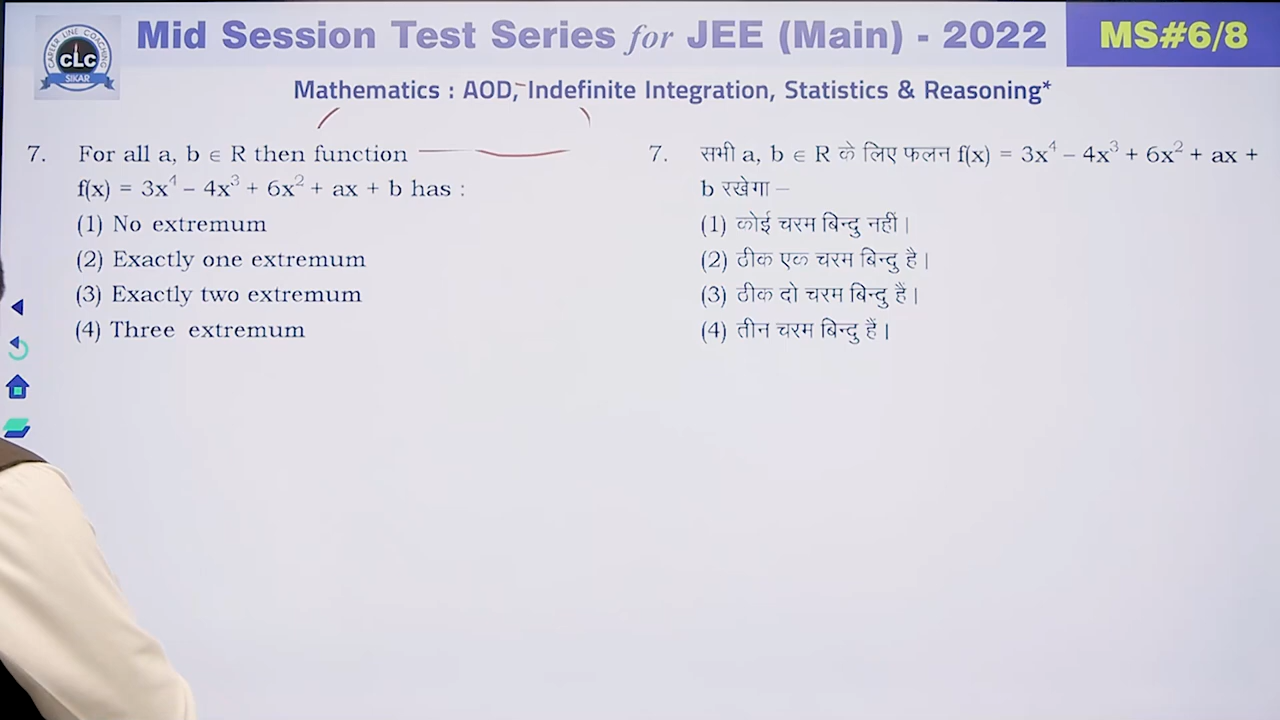 CAREER LINE COACHING
CLC
SIKAR
Mid Session Test Series for JEE (Main) - 2022
MS#6/8
Mathematics : AOD, Indefinite Integration, Statistics & Reasoning*
7. For all a, b ∈ R then function
f(x) = 3x⁴ – 4x³ + 6x² + ax + b has :
(1) No extremum
(2) Exactly one extremum
(3) Exactly two extremum
(4) Three extremum
7. सभी a, b ∈ R के लिए फलन f(x) = 3x⁴ – 4x³ + 6x² + ax +
b रखेगा –
(1) कोई चरम बिन्दु नहीं।
(2) ठीक एक चरम बिन्दु है।
(3) ठीक दो चरम बिन्दु हैं।
(4) तीन चरम बिन्दु हैं।